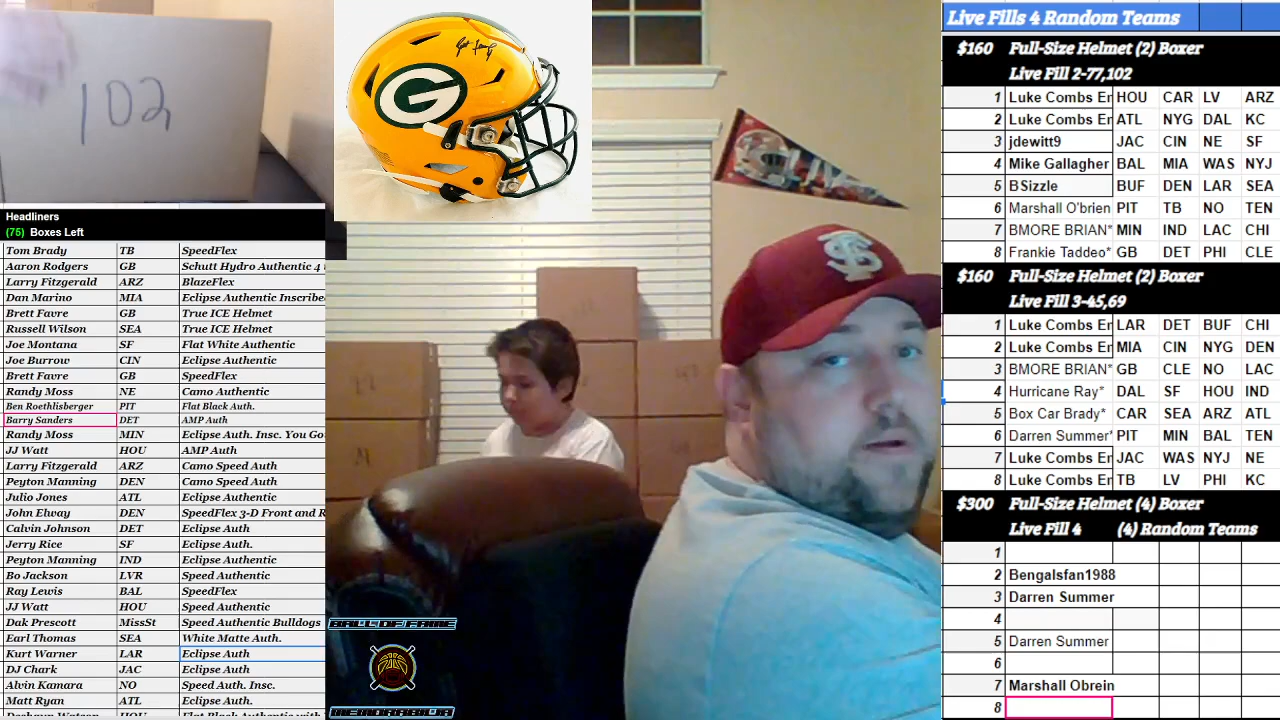 102
Headliners
(75) Boxes Left
Tom Brady TB SpeedFlex
Aaron Rodgers GB Schutt Hydro Authentic 4
Larry Fitzgerald ARZ BlazeFlex
Dan Marino MIA Eclipse Authentic Inscribe
Brett Favre GB True ICE Helmet
Russell Wilson SEA True ICE Helmet
Joe Montana SF Flat White Authentic
Joe Burrow CIN Eclipse Authentic
Brett Favre GB SpeedFlex
Randy Moss NE Camo Authentic
Ben Roethlisberger PIT Flat Black Auth.
Barry Sanders DET AMP Auth
Randy Moss MIN Eclipse Auth. Insc. You Go
JJ Watt HOU AMP Auth
Larry Fitzgerald ARZ Camo Speed Auth
Peyton Manning DEN Camo Speed Auth
Julio Jones ATL Eclipse Authentic
John Elway DEN SpeedFlex 3-D Front and R
Calvin Johnson DET Eclipse Auth
Jerry Rice SF Eclipse Auth.
Peyton Manning IND Eclipse Authentic
Bo Jackson LVR Speed Authentic
Ray Lewis BAL SpeedFlex
JJ Watt HOU Speed Authentic
Dak Prescott MissSt Speed Authentic Bulldogs
Earl Thomas SEA White Matte Auth.
Kurt Warner LAR Eclipse Auth
DJ Chark JAC Eclipse Auth
Alvin Kamara NO Speed Auth. Insc.
Matt Ryan ATL Eclipse Auth.
Deshaun Watson HOU Flat Black Authentic with
G
BALL OF FAME
MEMORABILIA
Live Fills 4 Random Teams
$160 Full-Size Helmet (2) Boxer
Live Fill 2-77,102
1 Luke Combs Er HOU CAR LV ARZ
2 Luke Combs Er ATL NYG DAL KC
3 jdewitt9 JAC CIN NE SF
4 Mike Gallagher BAL MIA WAS NYJ
5 BSizzle BUF DEN LAR SEA
6 Marshall O'brien PIT TB NO TEN
7 BMORE BRIAN* MIN IND LAC CHI
8 Frankie Taddeo* GB DET PHI CLE
$160 Full-Size Helmet (2) Boxer
Live Fill 3-45,69
1 Luke Combs Er LAR DET BUF CHI
2 Luke Combs Er MIA CIN NYG DEN
3 BMORE BRIAN* GB CLE NO LAC
4 Hurricane Ray* DAL SF HOU IND
5 Box Car Brady* CAR SEA ARZ ATL
6 Darren Summer* PIT MIN BAL TEN
7 Luke Combs Er JAC WAS NYJ NE
8 Luke Combs Er TB LV PHI KC
$300 Full-Size Helmet (4) Boxer
Live Fill 4 (4) Random Teams
1
2 Bengalsfan1988
3 Darren Summer
4
5 Darren Summer
6
7 Marshall Obrein
8